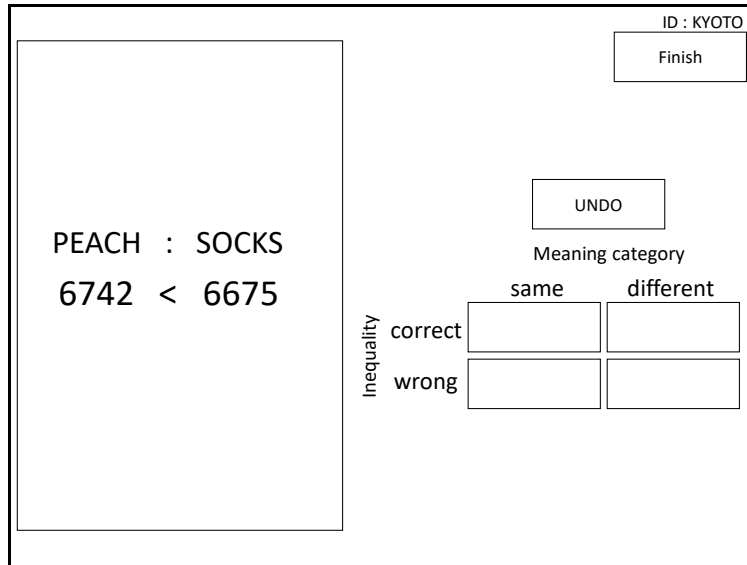 ID : KYOTO
Finish
PEACH : SOCKS
6742 < 6675
UNDO
Meaning category
same different
Inequality
correct
wrong